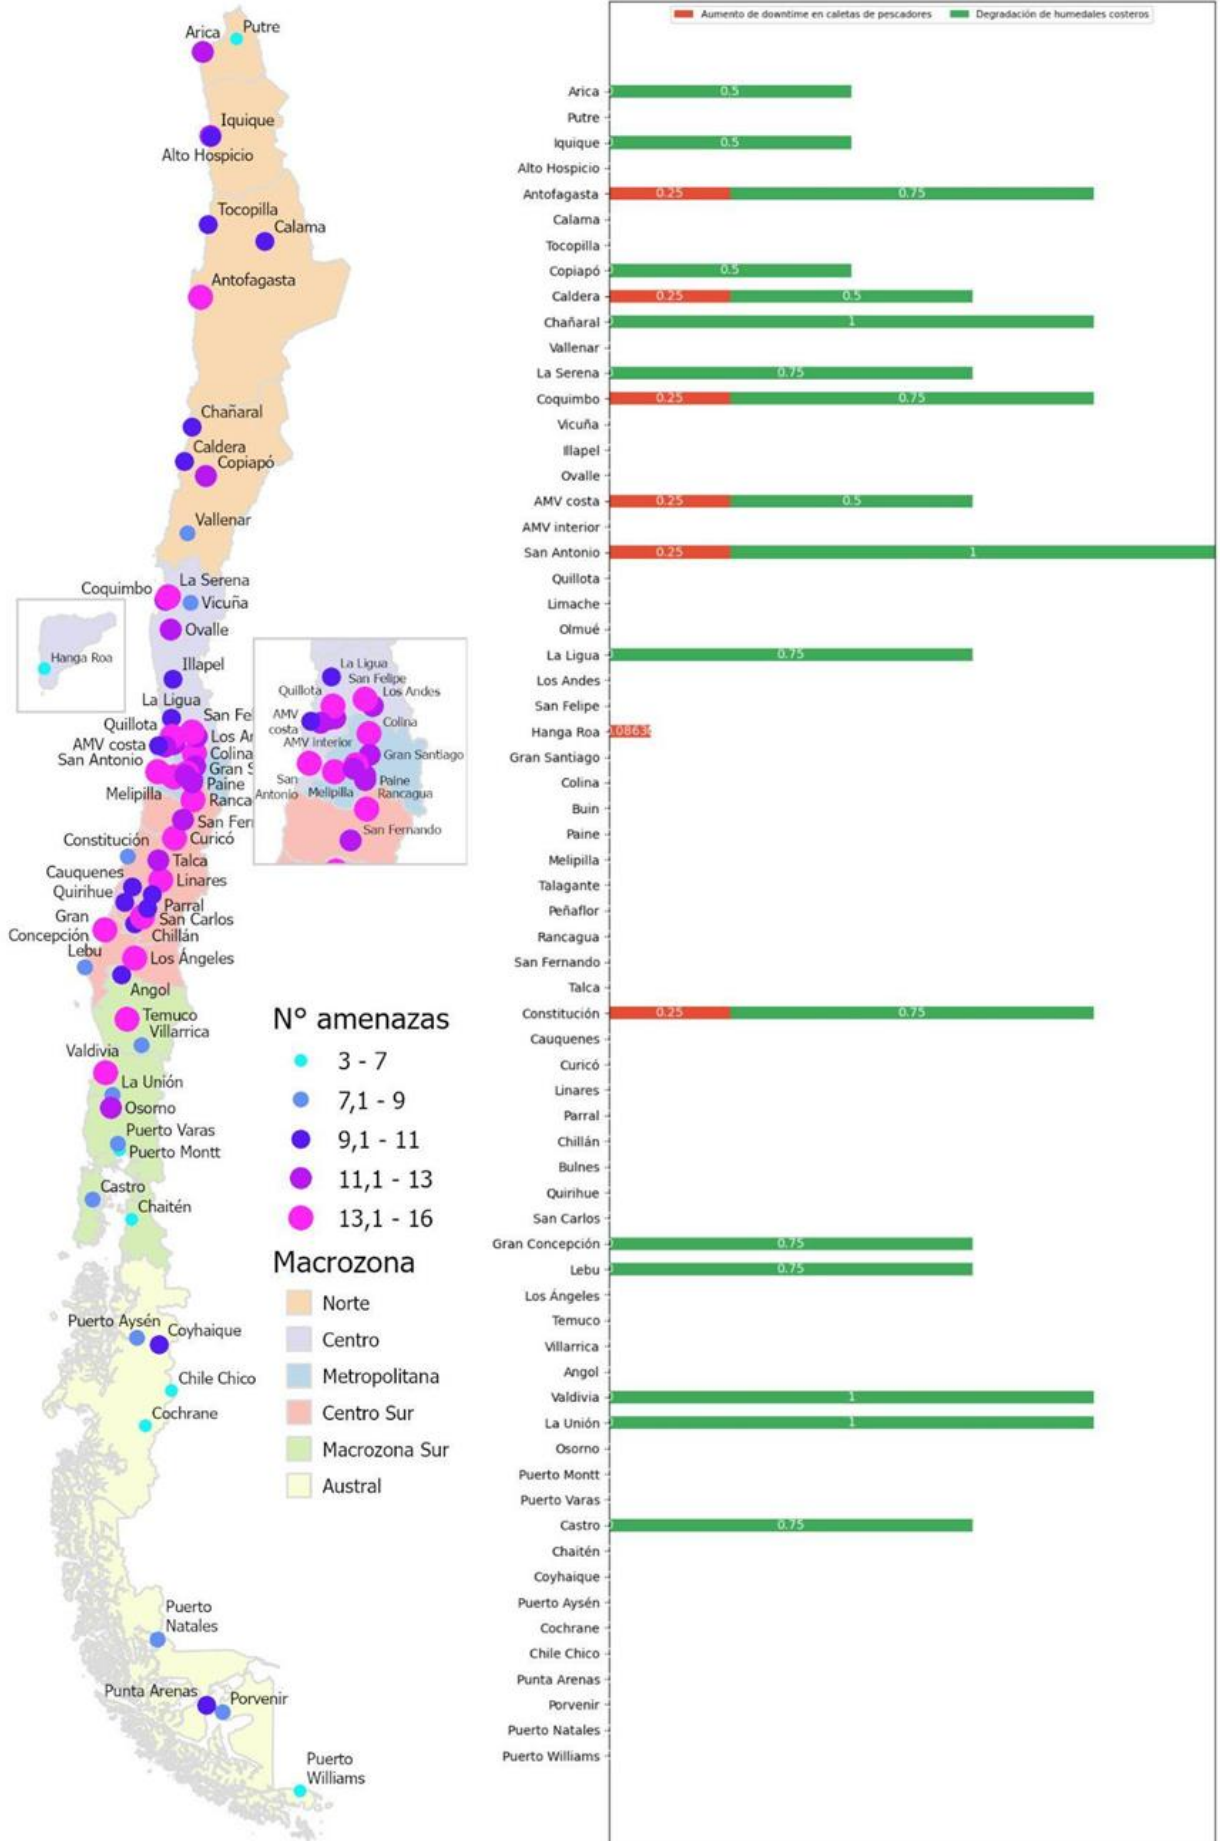 Arica
Putre
Iquique
Alto Hospicio
Tocopilla
Calama
Antofagasta
Chañaral
Caldera
Copiapó
Vallenar
Coquimbo
La Serena
Vicuña
Hanga Roa
Ovalle
Illapel
La Ligua
Quillota
San Fe
AMV costa
Los A
San Antonio
Colina
Gran S
Melipilla
Paine
Ranca
San Fer
Constitución
Curicó
Talca
Cauquenes
Linares
Quirihue
Parral
Gran
Concepción
San Carlos
Chillán
Lebu
Los Ángeles
Angol
Temuco
Villarrica
Valdivia
La Unión
Osorno
Puerto Varas
Puerto Montt
Castro
Chaitén
Puerto Aysén
Coyhaique
Chile Chico
Cochrane
Puerto
Natales
Punta Arenas
Porvenir
Puerto
Williams
La Ligua
San Felipe
Quillota
Los Andes
AMV
costa
Colina
AMV interior
Gran Santiago
San
Antonio
Melipilla
Paine
Rancagua
San Fernando
N° amenazas
3 - 7
7,1 - 9
9,1 - 11
11,1 - 13
13,1 - 16
Macrozona
Norte
Centro
Metropolitana
Centro Sur
Macrozona Sur
Austral
Aumento de downtime en caletas de pescadores
Degradación de humedales costeros
Arica 0.5
Putre
Iquique 0.5
Alto Hospicio
Antofagasta 0.25 0.75
Calama
Tocopilla
Copiapó 0.5
Caldera 0.25 0.5
Chañaral 1
Vallenar
La Serena 0.75
Coquimbo 0.25 0.75
Vicuña
Illapel
Ovalle
AMV costa 0.25 0.5
AMV interior
San Antonio 0.25 1
Quillota
Limache
Olmué
La Ligua 0.75
Los Andes
San Felipe
Hanga Roa
Gran Santiago
Colina
Buin
Paine
Melipilla
Talagante
Peñaflor
Rancagua
San Fernando
Talca
Constitución 0.25 0.75
Cauquenes
Curicó
Linares
Parral
Chillán
Bulnes
Quirihue
San Carlos
Gran Concepción 0.75
Lebu 0.75
Los Ángeles
Temuco
Villarrica
Angol
Valdivia 1
La Unión 1
Osorno
Puerto Montt
Puerto Varas
Castro 0.75
Chaitén
Coyhaique
Puerto Aysén
Cochrane
Chile Chico
Punta Arenas
Porvenir
Puerto Natales
Puerto Williams